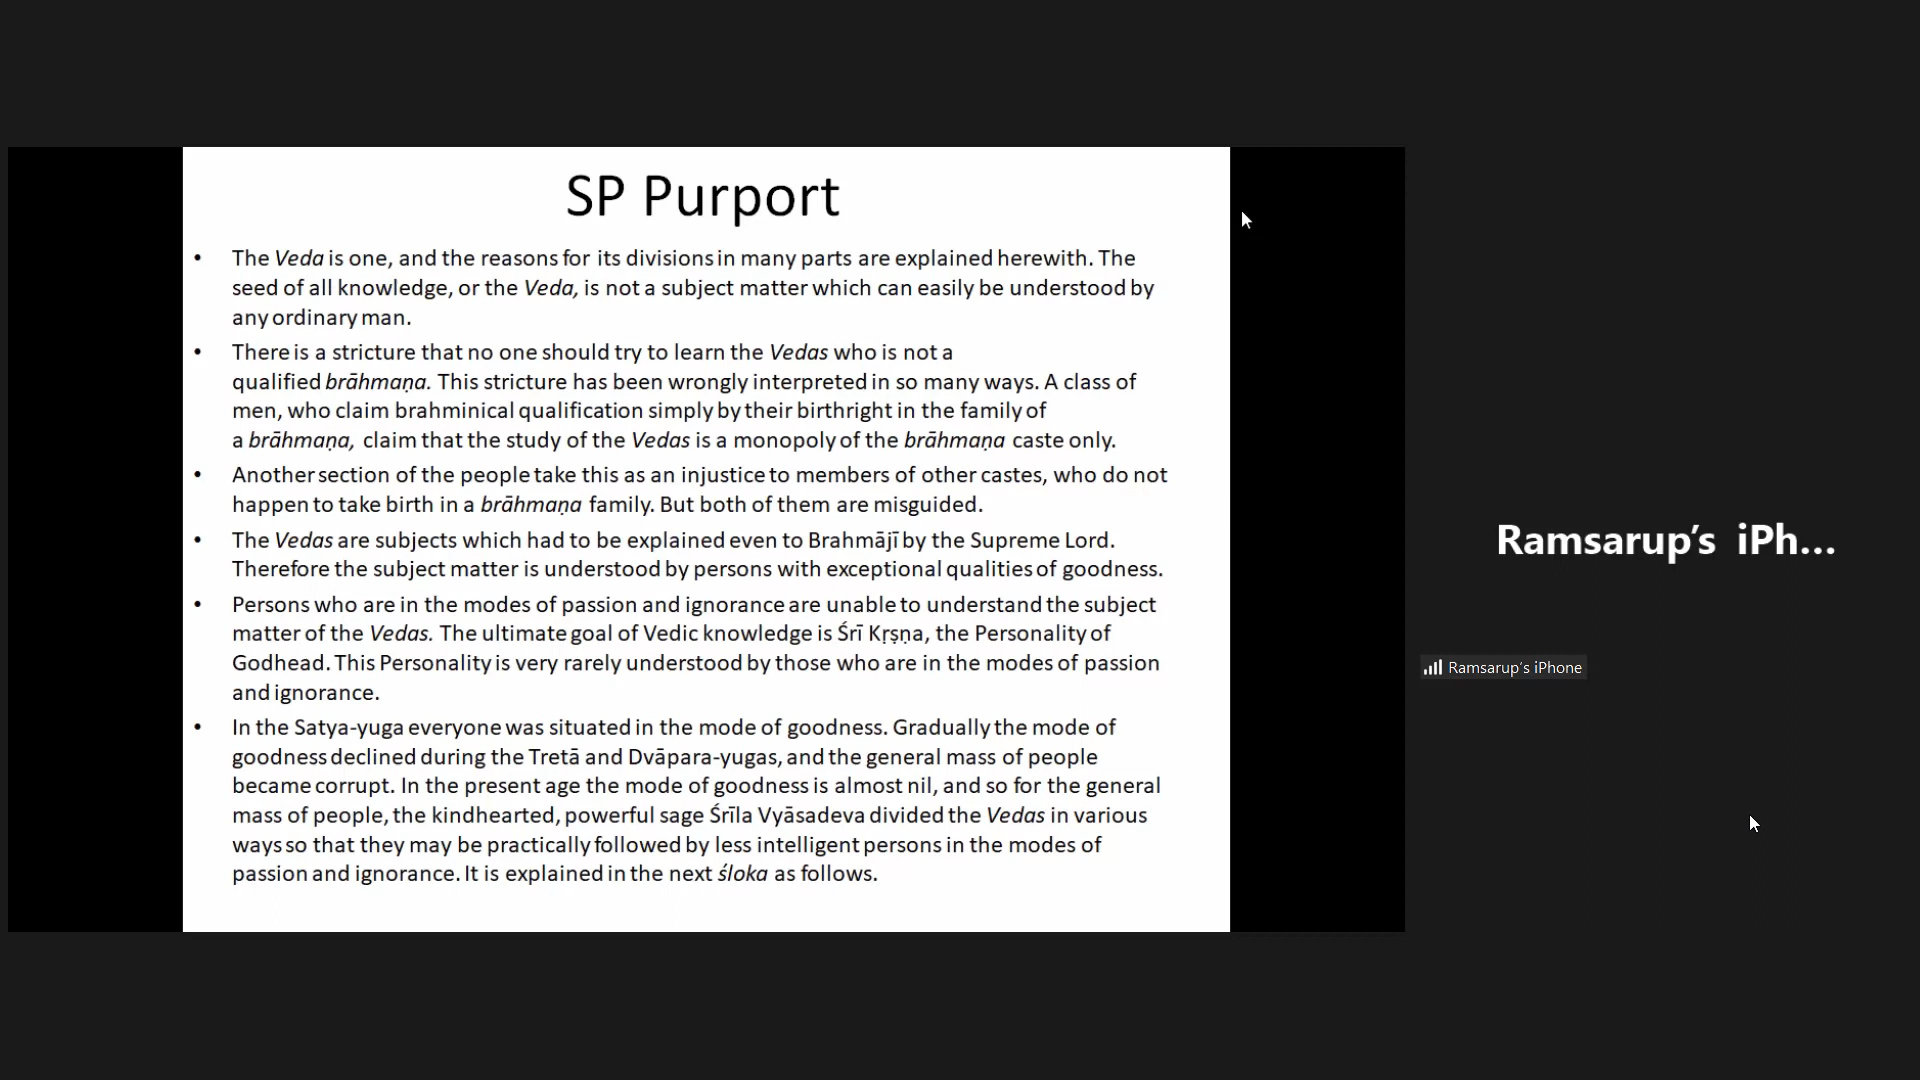 SP Purport
• The Veda is one, and the reasons for its divisions in many parts are explained herewith. The
seed of all knowledge, or the Veda, is not a subject matter which can easily be understood by
any ordinary man.
• There is a stricture that no one should try to learn the Vedas who is not a
qualified brāhmaṇa. This stricture has been wrongly interpreted in so many ways. A class of
men, who claim brahminical qualification simply by their birthright in the family of
a brāhmaṇa, claim that the study of the Vedas is a monopoly of the brāhmaṇa caste only.
• Another section of the people take this as an injustice to members of other castes, who do not
happen to take birth in a brāhmaṇa family. But both of them are misguided.
• The Vedas are subjects which had to be explained even to Brahmājī by the Supreme Lord.
Therefore the subject matter is understood by persons with exceptional qualities of goodness.
• Persons who are in the modes of passion and ignorance are unable to understand the subject
matter of the Vedas. The ultimate goal of Vedic knowledge is Śrī Kṛṣṇa, the Personality of
Godhead. This Personality is very rarely understood by those who are in the modes of passion
and ignorance.
• In the Satya-yuga everyone was situated in the mode of goodness. Gradually the mode of
goodness declined during the Tretā and Dvāpara-yugas, and the general mass of people
became corrupt. In the present age the mode of goodness is almost nil, and so for the general
mass of people, the kindhearted, powerful sage Śrīla Vyāsadeva divided the Vedas in various
ways so that they may be practically followed by less intelligent persons in the modes of
passion and ignorance. It is explained in the next śloka as follows.
Ramsarup’s iPh...
Ramsarup’s iPhone